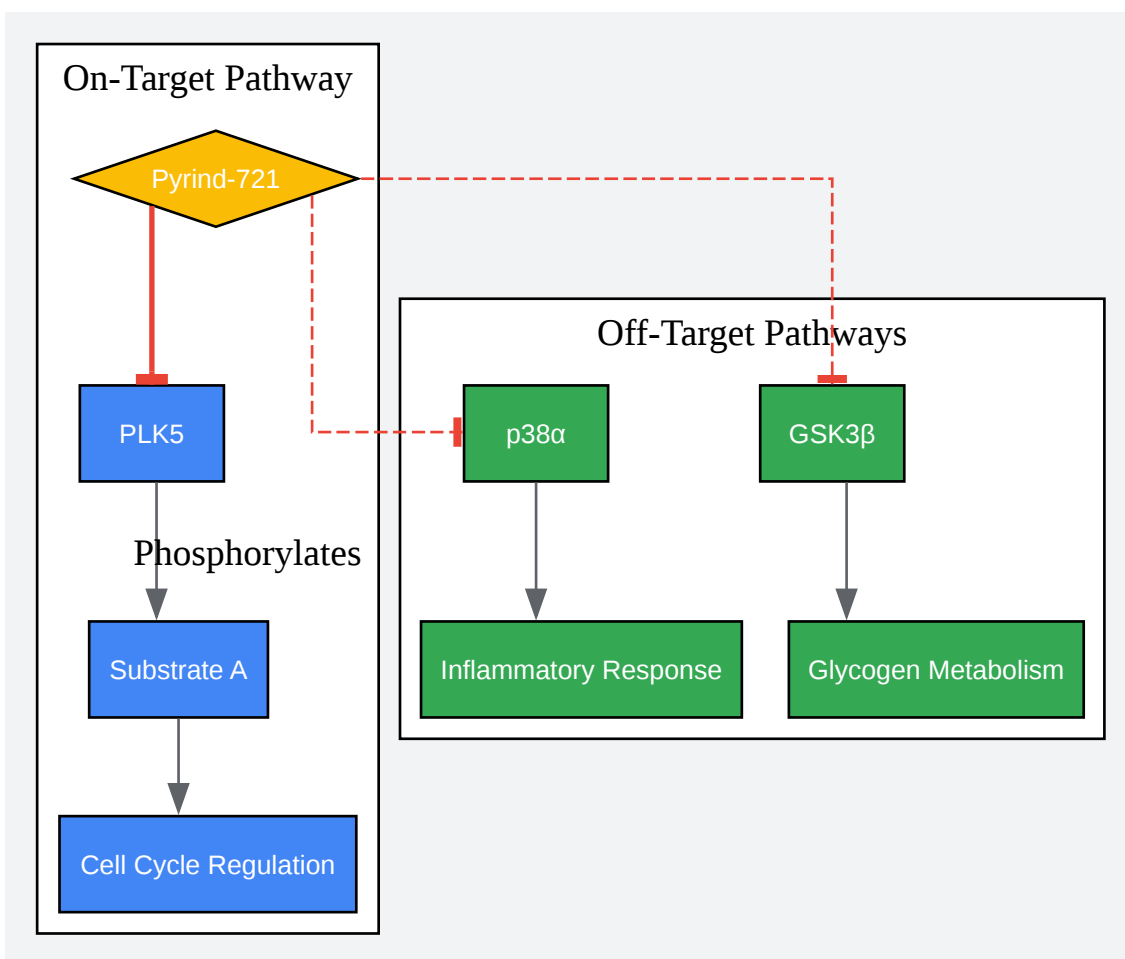 On-Target Pathway
Pyrind-721
Off-Target Pathways
PLK5
p38α
GSK3β
Phosphorylates
Substrate A
Inflammatory Response
Glycogen Metabolism
Cell Cycle Regulation